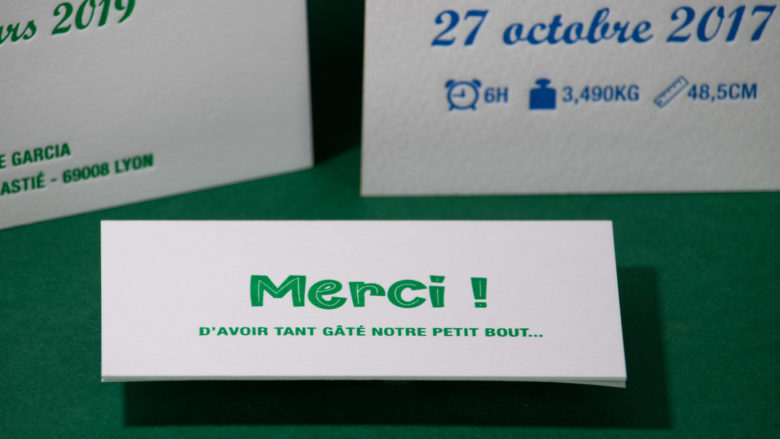 rs 2019
E GARCIA
ASTIÉ - 69008 LYON
27 octobre 2017
6H 3,490KG 48,5CM
Merci !
D'AVOIR TANT GÂTÉ NOTRE PETIT BOUT...